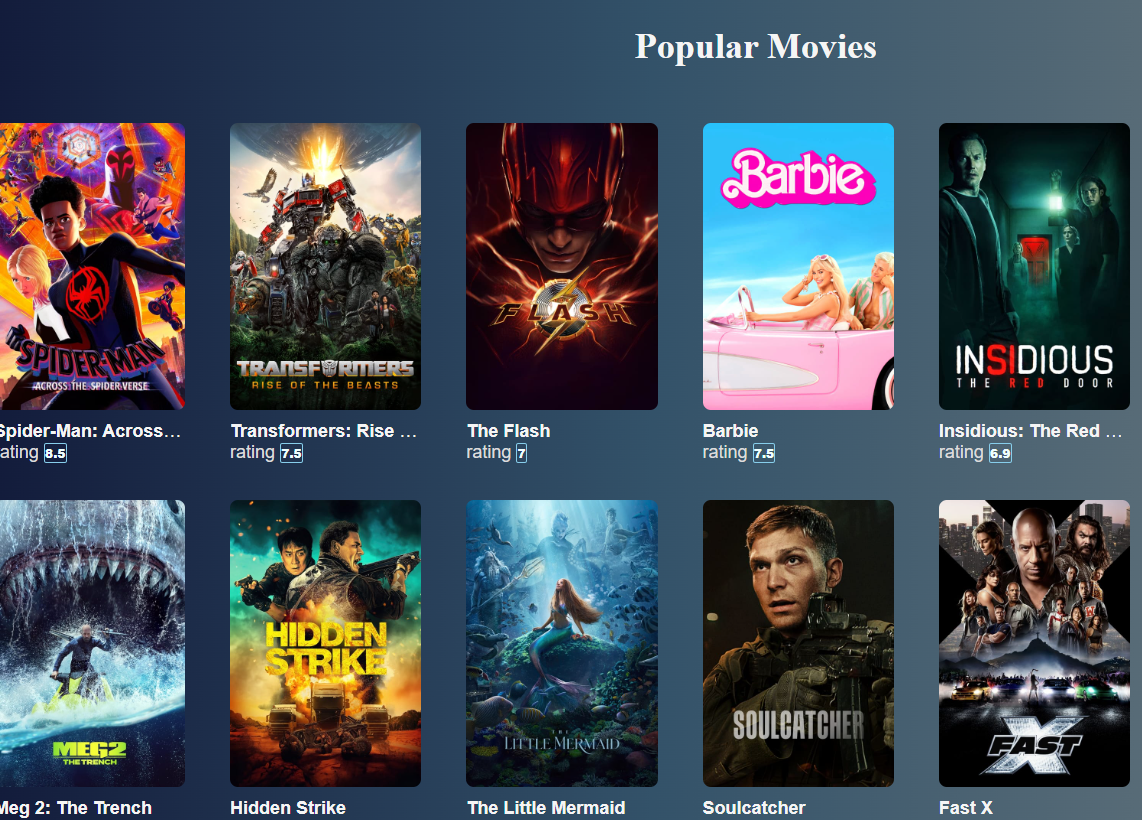 Popular Movies
SPIDER-MAN
ACROSS THE SPIDER-VERSE
TRANSFORMERS
RISE OF THE BEASTS
FLASH
Barbie
INSIDIOUS
THE RED DOOR
Spider-Man: Across…
Transformers: Rise …
The Flash
Barbie
Insidious: The Red …
rating 8.5
rating 7.5
rating 7
rating 7.5
rating 6.9
MEG2
THE TRENCH
HIDDEN
STRIKE
THE
LITTLE MERMAID
SOULCATCHER
FAST X
Meg 2: The Trench
Hidden Strike
The Little Mermaid
Soulcatcher
Fast X